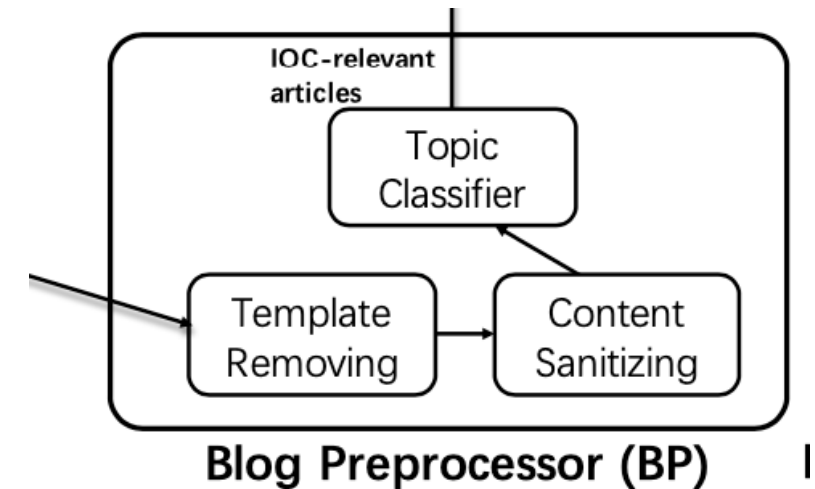 IOC-relevant
articles
Topic
Classifier
Template
Removing
Content
Sanitizing
Blog Preprocessor (BP)